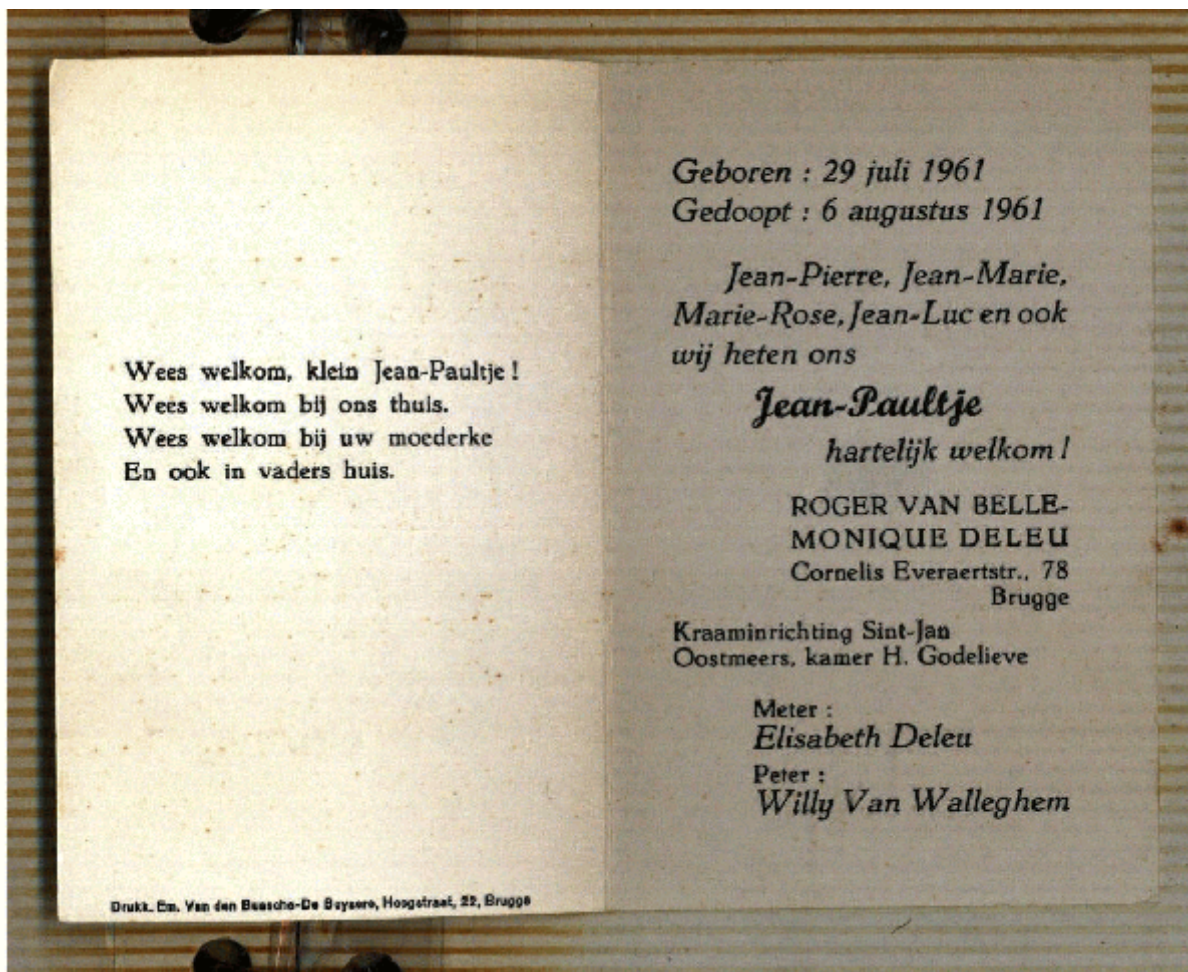 Wees welkom, klein Jean-Paultje !
Wees welkom bij ons thuis.
Wees welkom bij uw moederke
En ook in vaders huis.
Drukk. Em. Van den Bussche-De Buysere, Hoogstraat, 22, Brugge
Geboren : 29 juli 1961
Gedoopt : 6 augustus 1961
Jean-Pierre, Jean-Marie,
Marie-Rose, Jean-Luc en ook
wij heten ons
Jean-Paultje
hartelijk welkom !
ROGER VAN BELLE-
MONIQUE DELEU
Cornelis Everaertstr., 78
Brugge
Kraaminrichting Sint-Jan
Oostmeers, kamer H. Godelieve
Meter :
Elisabeth Deleu
Peter :
Willy Van Walleghem